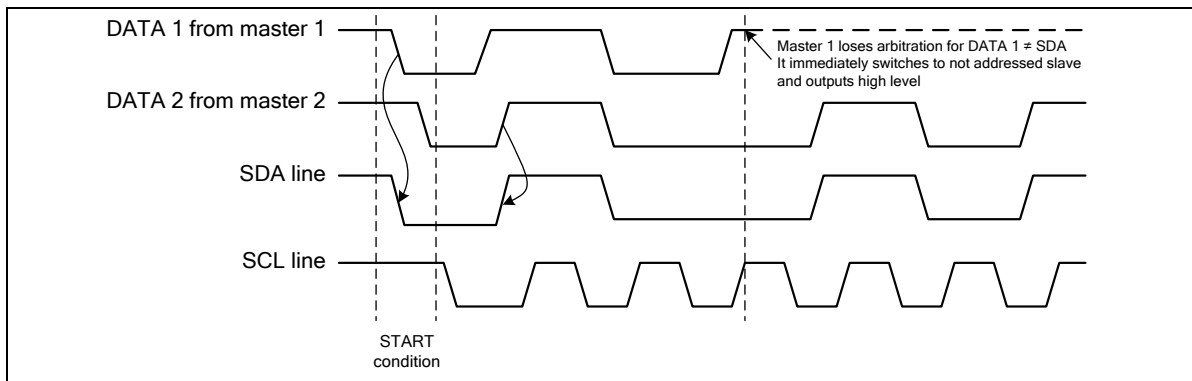 DATA 1 from master 1
Master 1 loses arbitration for DATA 1 ≠ SDA
It immediately switches to not addressed slave
and outputs high level
DATA 2 from master 2
SDA line
SCL line
START
condition